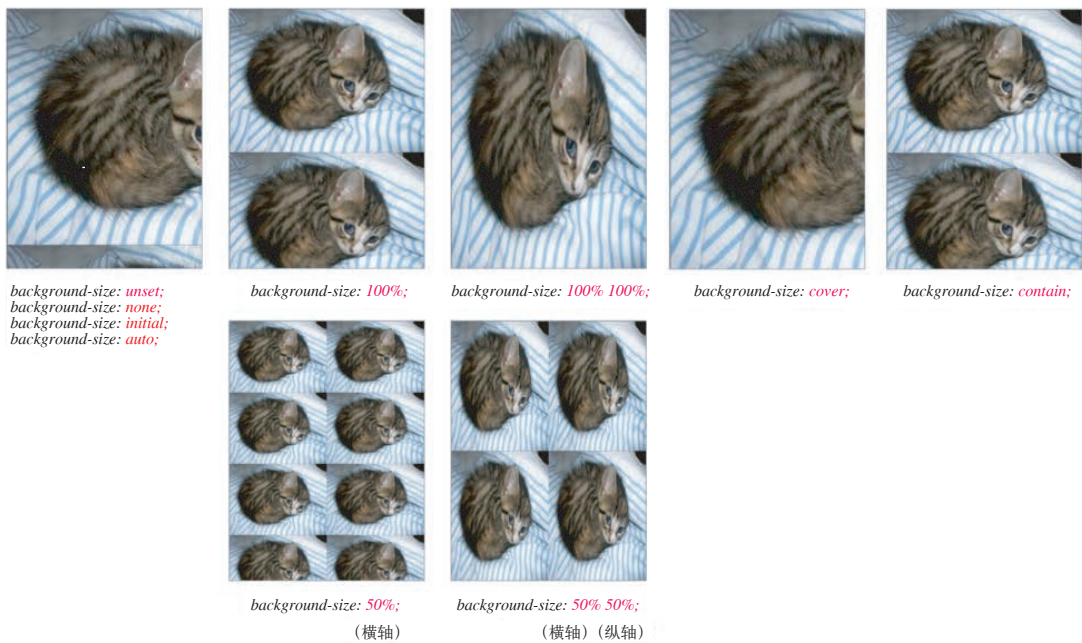 background-size: unset;
background-size: none;
background-size: initial;
background-size: auto;
background-size: 100%;
background-size: 100% 100%;
background-size: cover;
background-size: contain;
background-size: 50%;
(横轴)
background-size: 50% 50%;
(横轴)(纵轴)